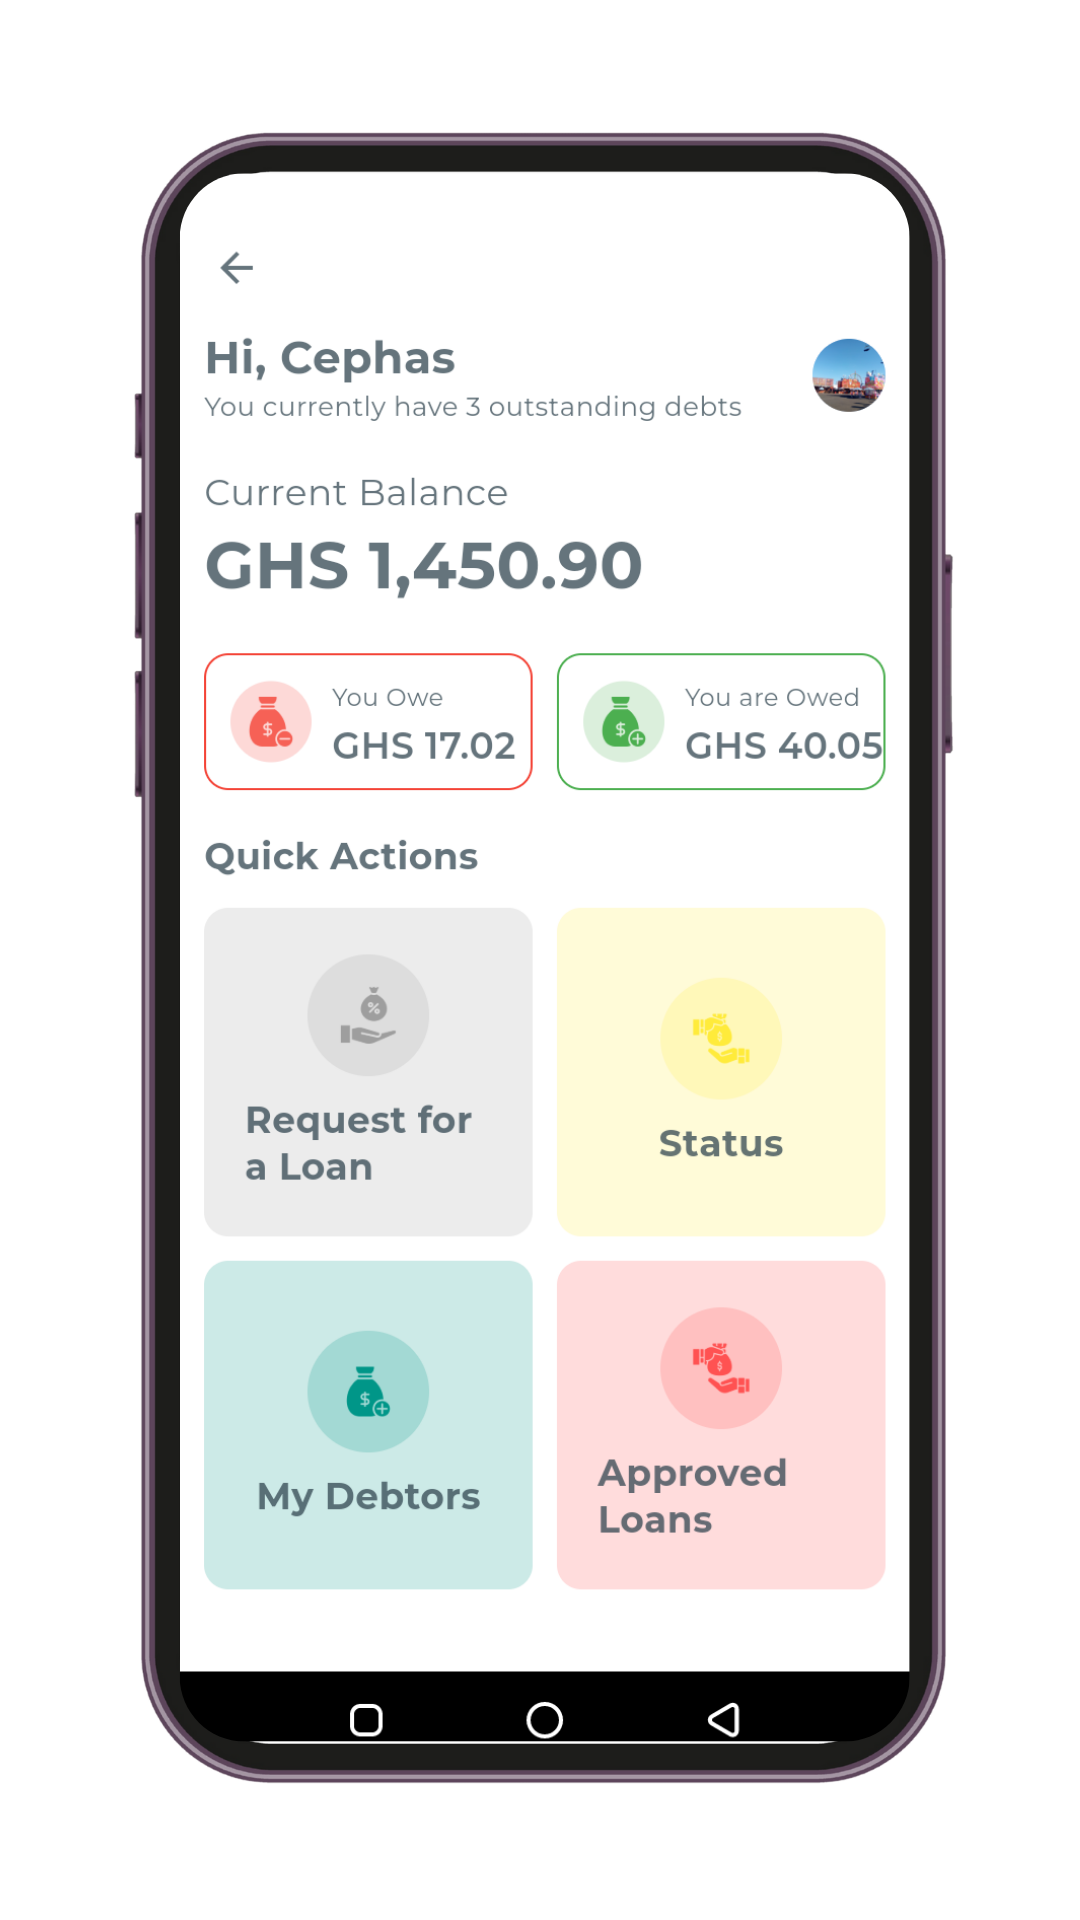 Hi, Cephas
You currently have 3 outstanding debts
Current Balance
GHS 1,450.90
You Owe
GHS 17.02
You are Owed
GHS 40.05
Quick Actions
Request for
a Loan
Status
My Debtors
Approved
Loans